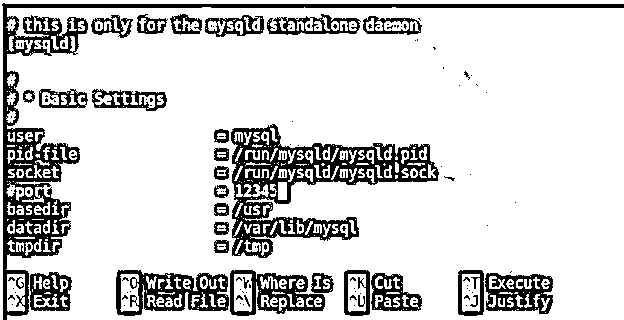 # this is only for the mysqld standalone daemon
[mysqld]
#
# * Basic Settings
#
user = mysql
pid-file = /run/mysqld/mysqld.pid
socket = /run/mysqld/mysqld.sock
#port = 12345
basedir = /usr
datadir = /var/lib/mysql
tmpdir = /tmp
^G Help ^O Write Out ^W Where Is ^K Cut ^T Execute
^X Exit ^R Read File ^\ Replace ^U Paste ^J Justify